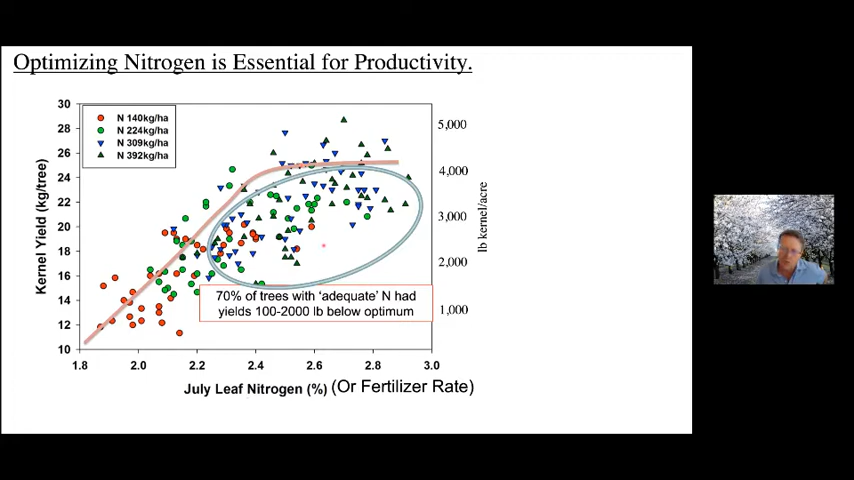 Optimizing Nitrogen is Essential for Productivity.
30
28
26
24
22
20
18
16
14
12
10
Kernel Yield (kg/tree)
N 140kg/ha
N 224kg/ha
N 309kg/ha
N 392kg/ha
5,000
4,000
3,000
2,000
1,000
lb kernel/acre
70% of trees with ‘adequate’ N had
yields 100-2000 lb below optimum
1.8 2.0 2.2 2.4 2.6 2.8 3.0
July Leaf Nitrogen (%) (Or Fertilizer Rate)